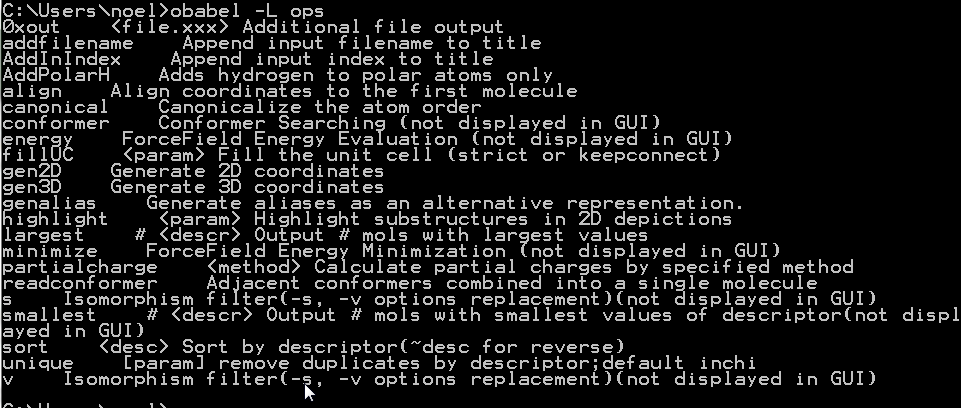 C:\Users\noel>obabel -L ops
0xout    <file.xxx> Additional file output
addfilename    Append input filename to title
AddInIndex    Append input index to title
AddPolarH    Adds hydrogen to polar atoms only
align    Align coordinates to the first molecule
canonical    Canonicalize the atom order
conformer    Conformer Searching (not displayed in GUI)
energy    ForceField Energy Evaluation (not displayed in GUI)
fillUC    <param> Fill the unit cell (strict or keepconnect)
gen2D    Generate 2D coordinates
gen3D    Generate 3D coordinates
genalias    Generate aliases as an alternative representation.
highlight    <param> Highlight substructures in 2D depictions
largest    # <descr> Output # mols with largest values
minimize    ForceField Energy Minimization (not displayed in GUI)
partialcharge    <method> Calculate partial charges by specified method
readconformer    Adjacent conformers combined into a single molecule
s    Isomorphism filter(-s, -v options replacement)(not displayed in GUI)
smallest    # <descr> Output # mols with smallest values of descriptor(not displ
ayed in GUI)
sort    <desc> Sort by descriptor(~desc for reverse)
unique    [param] remove duplicates by descriptor;default inchi
v    Isomorphism filter(-s, -v options replacement)(not displayed in GUI)